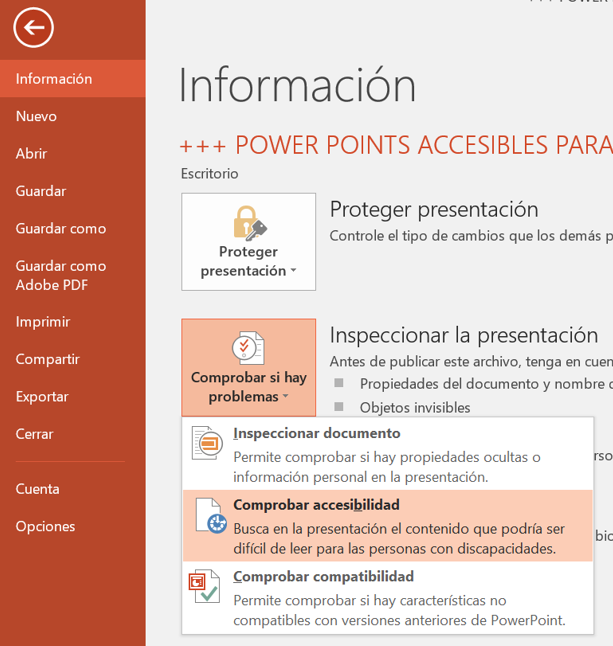 Información
Nuevo
Abrir
Guardar
Guardar como
Guardar como
Adobe PDF
Imprimir
Compartir
Exportar
Cerrar
Cuenta
Opciones
Información
+++ POWER POINTS ACCESIBLES PARA
Escritorio
Proteger
presentación
Proteger presentación
Controle el tipo de cambios que los demás p
Comprobar si hay
problemas
Inspeccionar la presentación
Antes de publicar este archivo, tenga en cuen
Propiedades del documento y nombre
Objetos invisibles
Inspeccionar documento
Permite comprobar si hay propiedades ocultas o
información personal en la presentación.
Comprobar accesibilidad
Busca en la presentación el contenido que podría ser
difícil de leer para las personas con discapacidades.
Comprobar compatibilidad
Permite comprobar si hay características no
compatibles con versiones anteriores de PowerPoint.